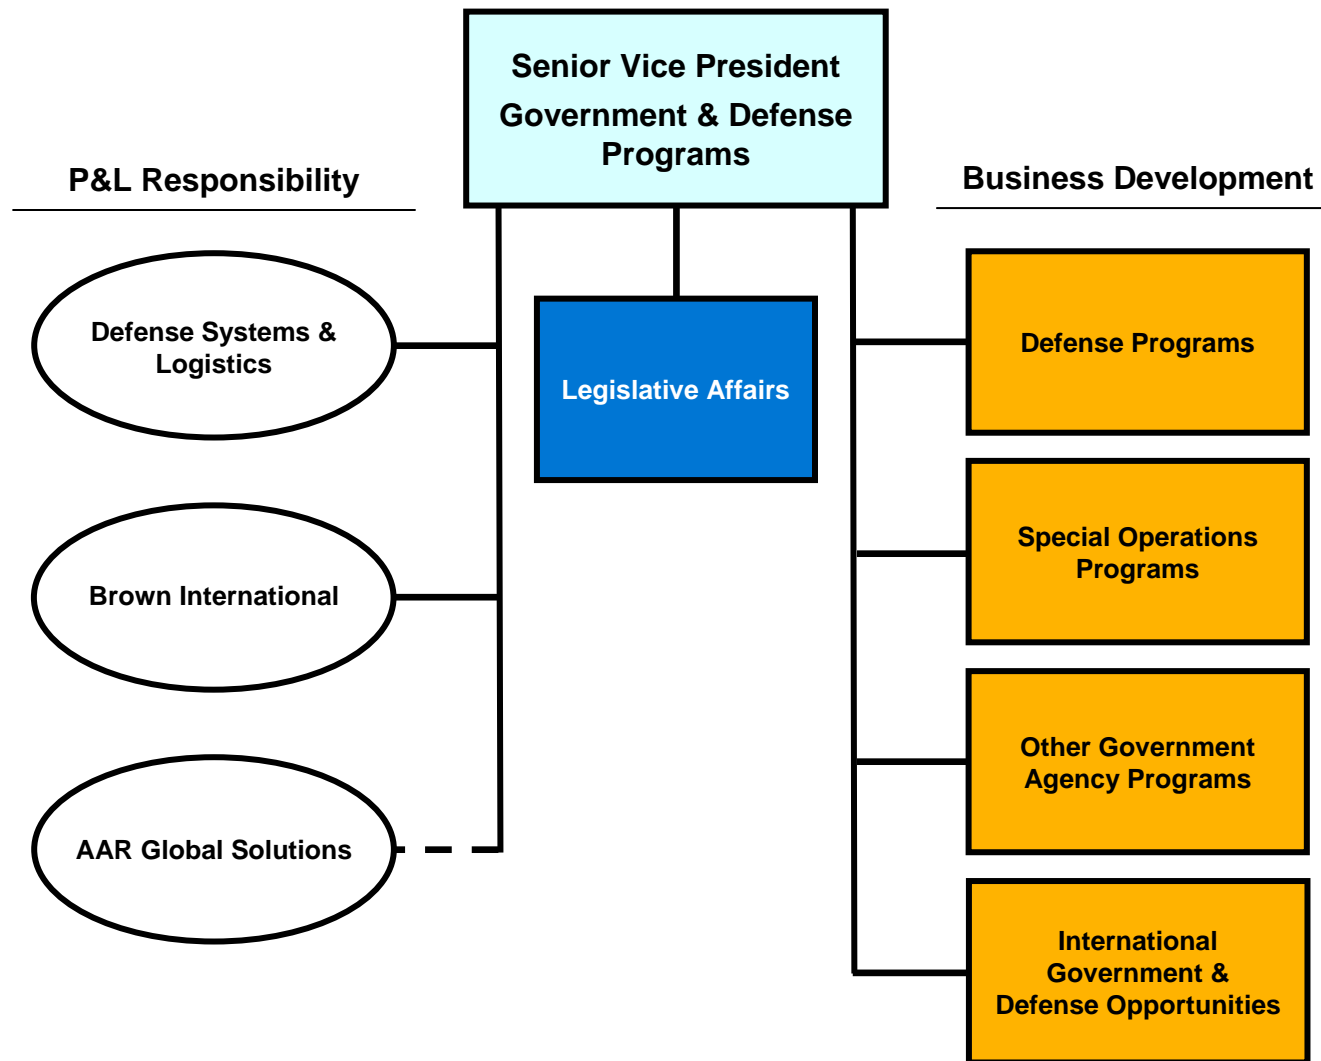 Senior Vice President
Government & Defense
Programs
P&L Responsibility
Business Development
Defense Systems &
Logistics
Brown International
AAR Global Solutions
Legislative Affairs
Defense Programs
Special Operations
Programs
Other Government
Agency Programs
International
Government &
Defense Opportunities